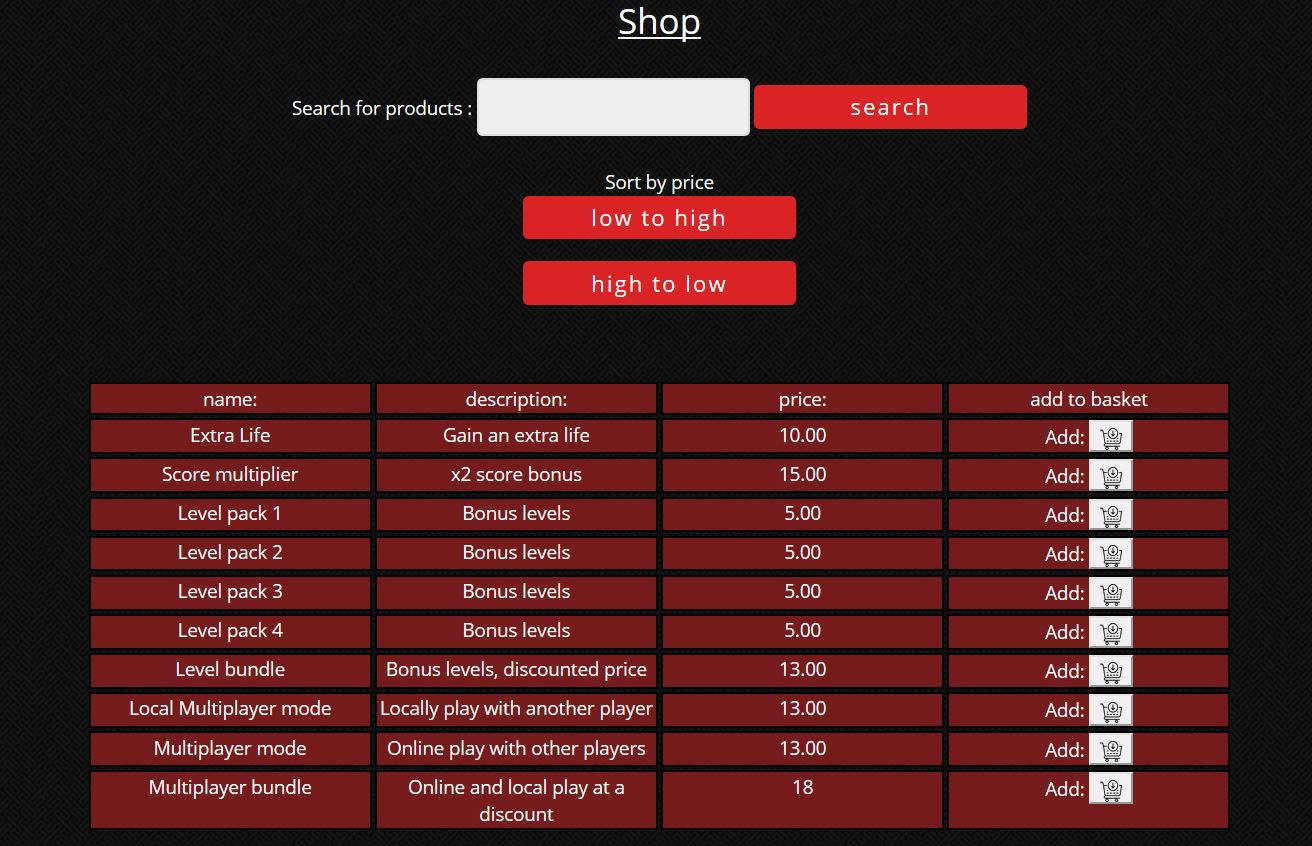 Shop
Search for products : search
Sort by price
low to high
high to low
name: description: price: add to basket
Extra Life Gain an extra life 10.00 Add:
Score multiplier x2 score bonus 15.00 Add:
Level pack 1 Bonus levels 5.00 Add:
Level pack 2 Bonus levels 5.00 Add:
Level pack 3 Bonus levels 5.00 Add:
Level pack 4 Bonus levels 5.00 Add:
Level bundle Bonus levels, discounted price 13.00 Add:
Local Multiplayer mode Locally play with another player 13.00 Add:
Multiplayer mode Online play with other players 13.00 Add:
Multiplayer bundle Online and local play at a 18 Add:
discount